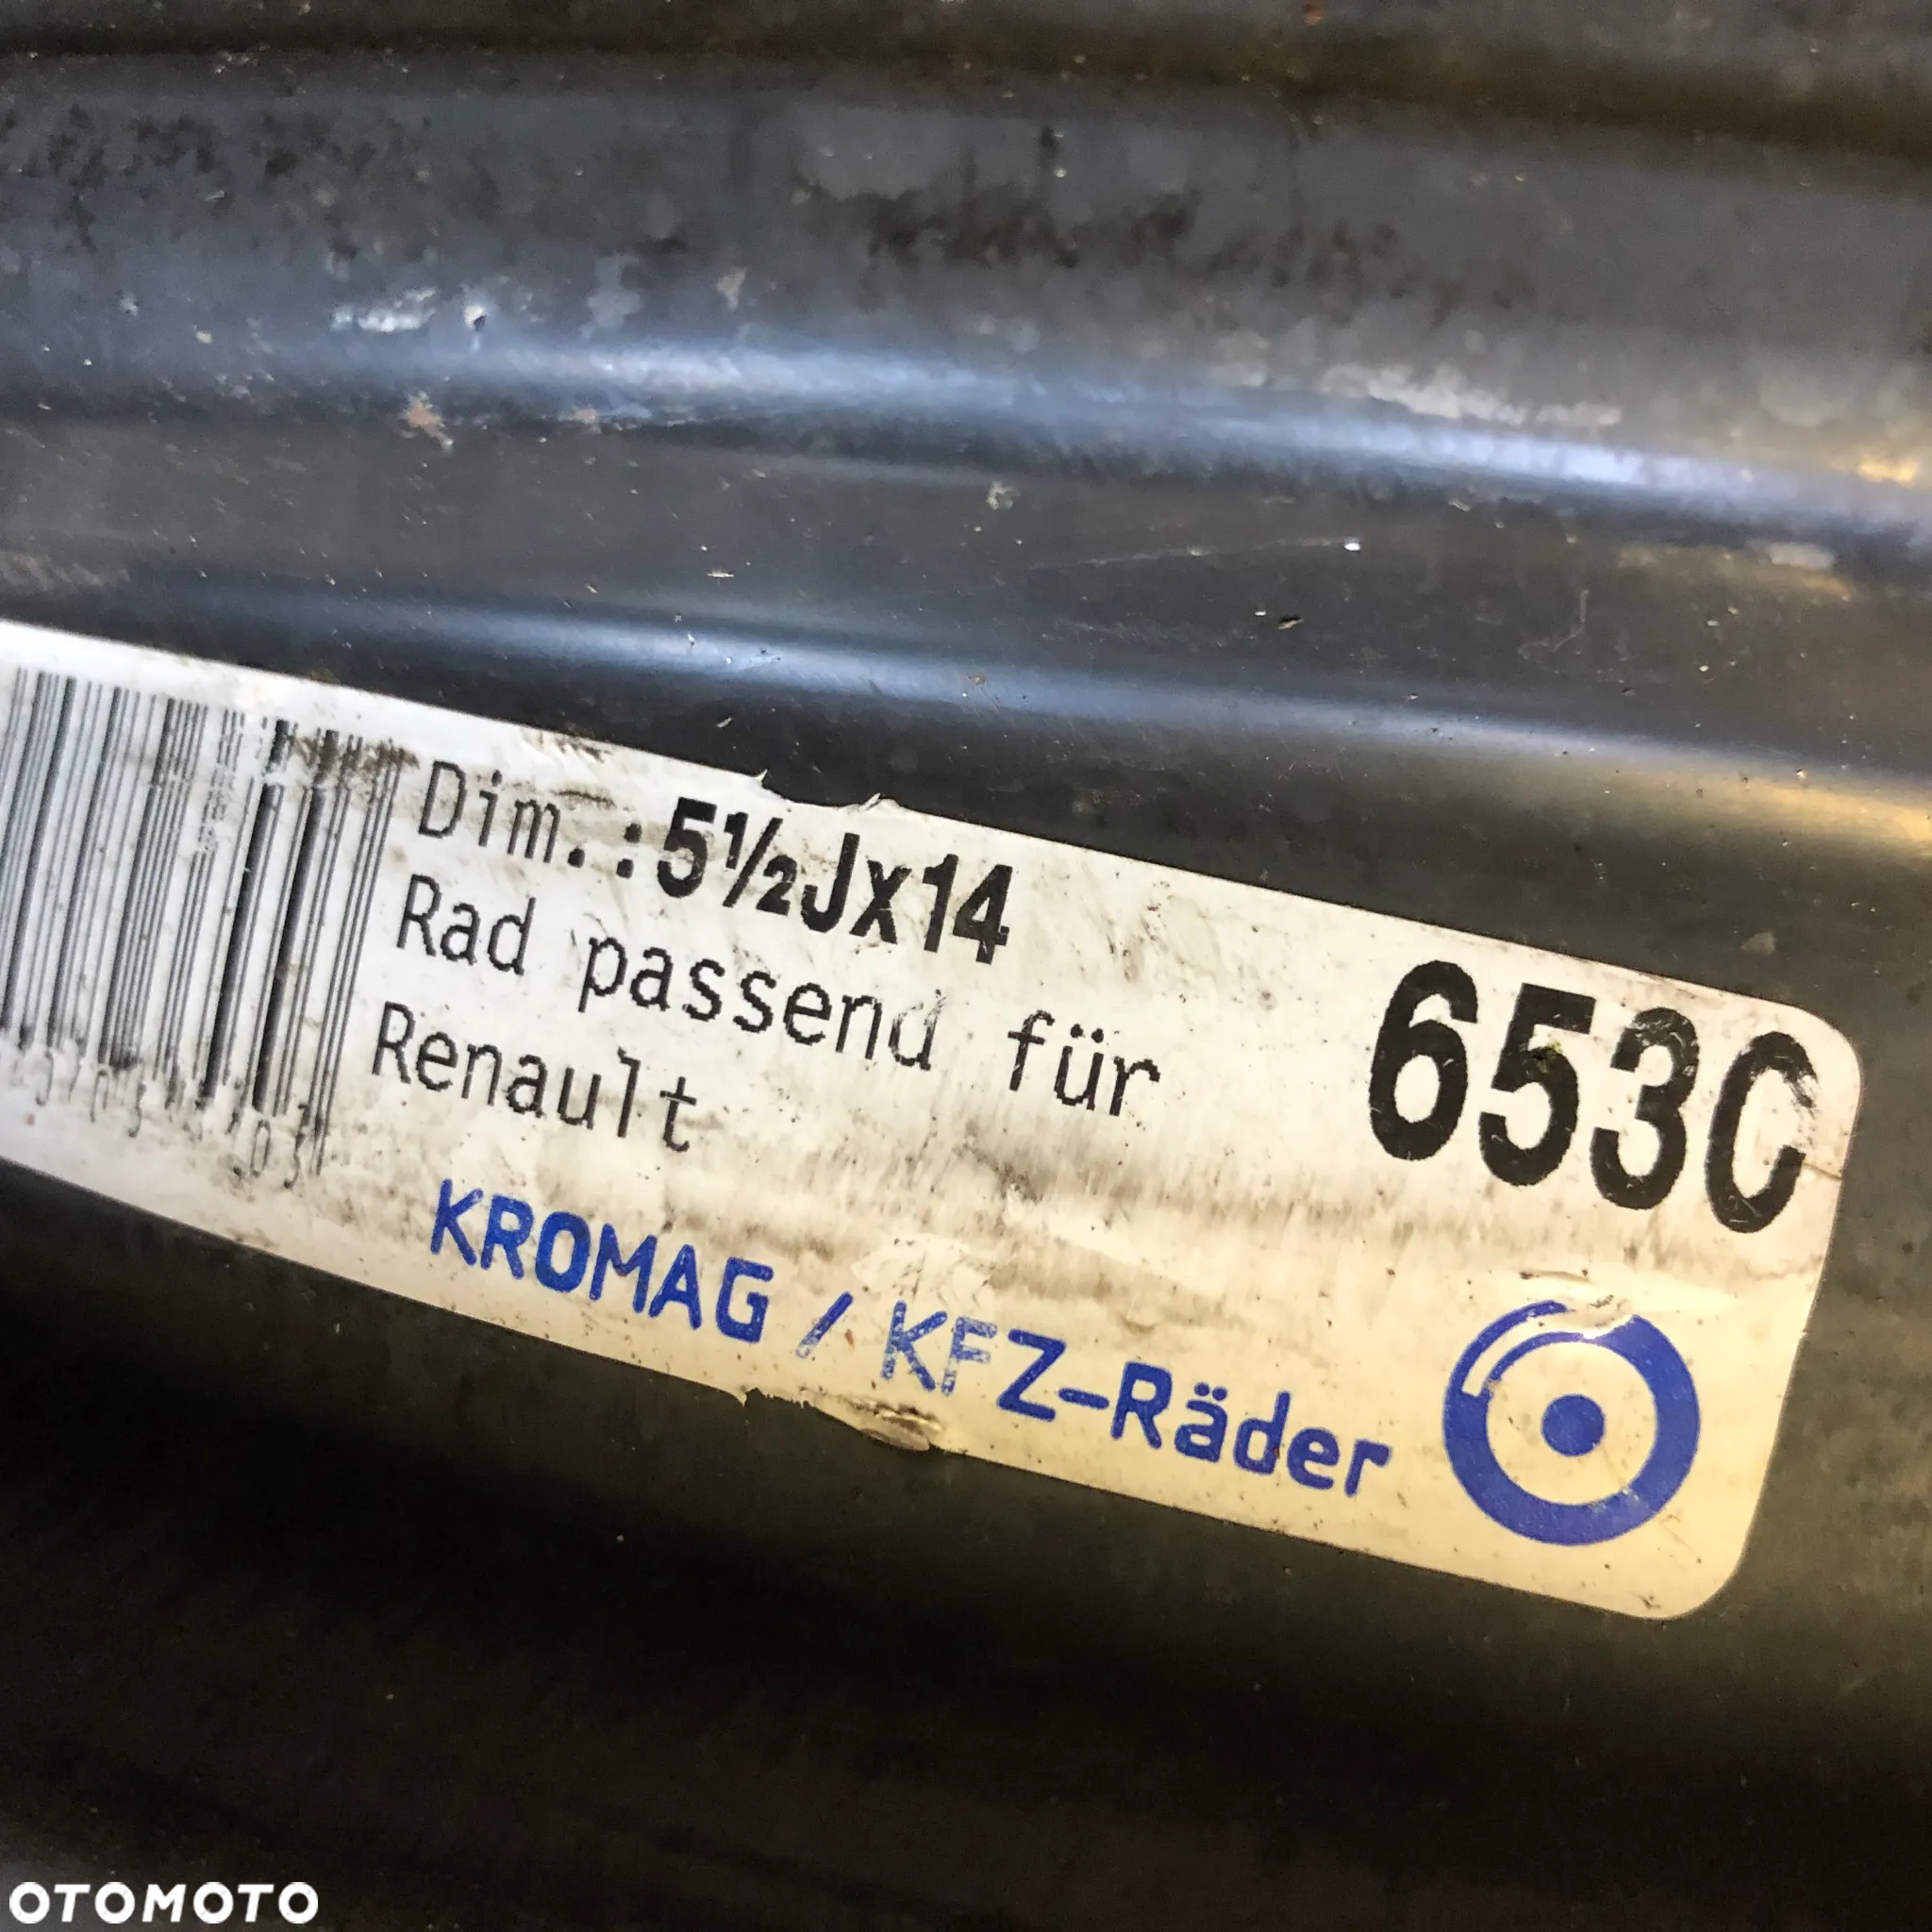 Dim.:5½Jx14
Rad passend für
Renault
653C
KROMAG / KFZ-Räder
OTOMOTO